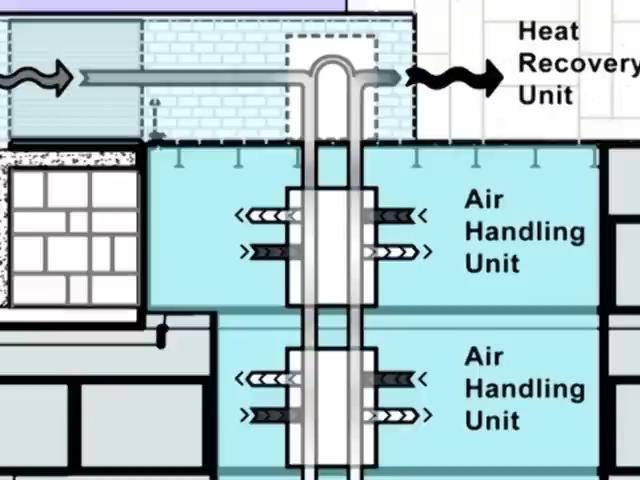 Heat
Recovery
Unit
Air
Handling
Unit
Air
Handling
Unit